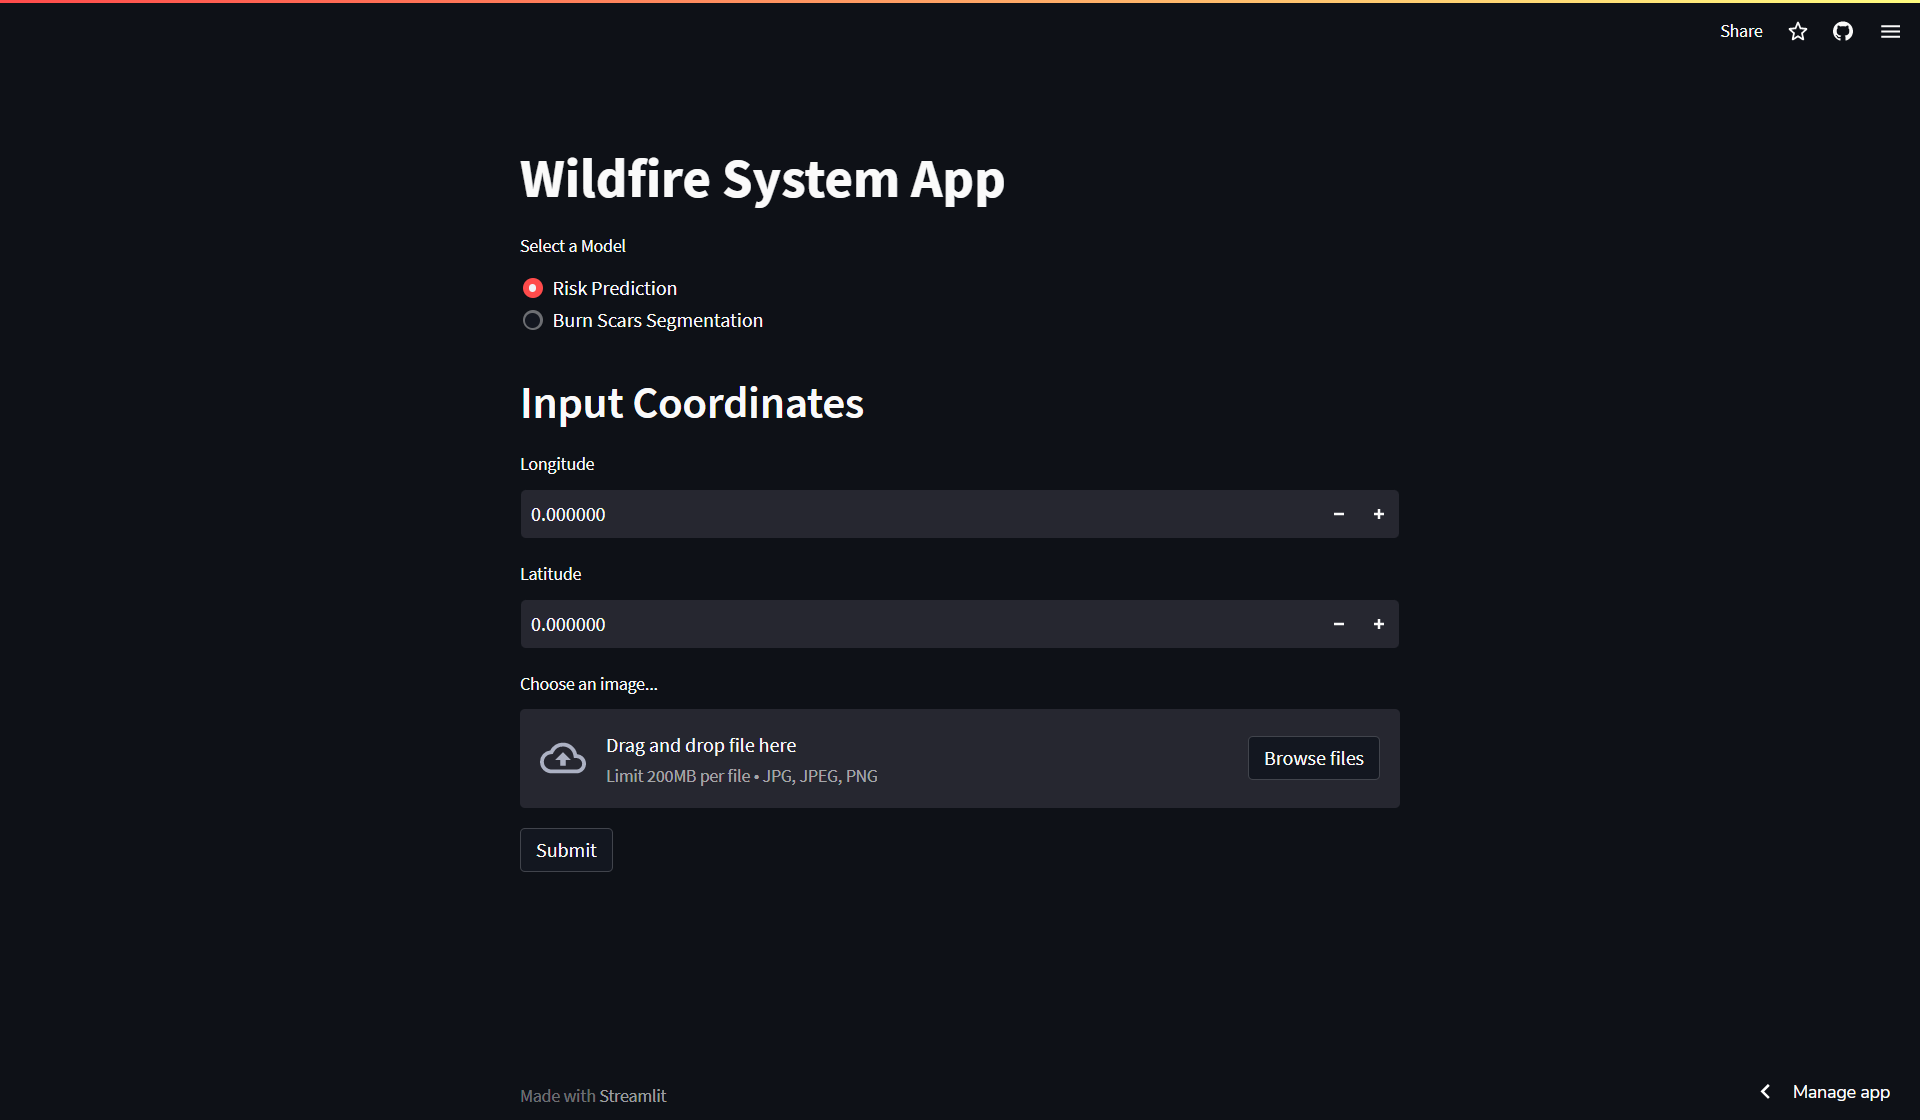 Share
Wildfire System App
Select a Model
Risk Prediction
Burn Scars Segmentation
Input Coordinates
Longitude
0.000000
Latitude
0.000000
Choose an image...
Drag and drop file here
Limit 200MB per file • JPG, JPEG, PNG
Browse files
Submit
Made with Streamlit
Manage app